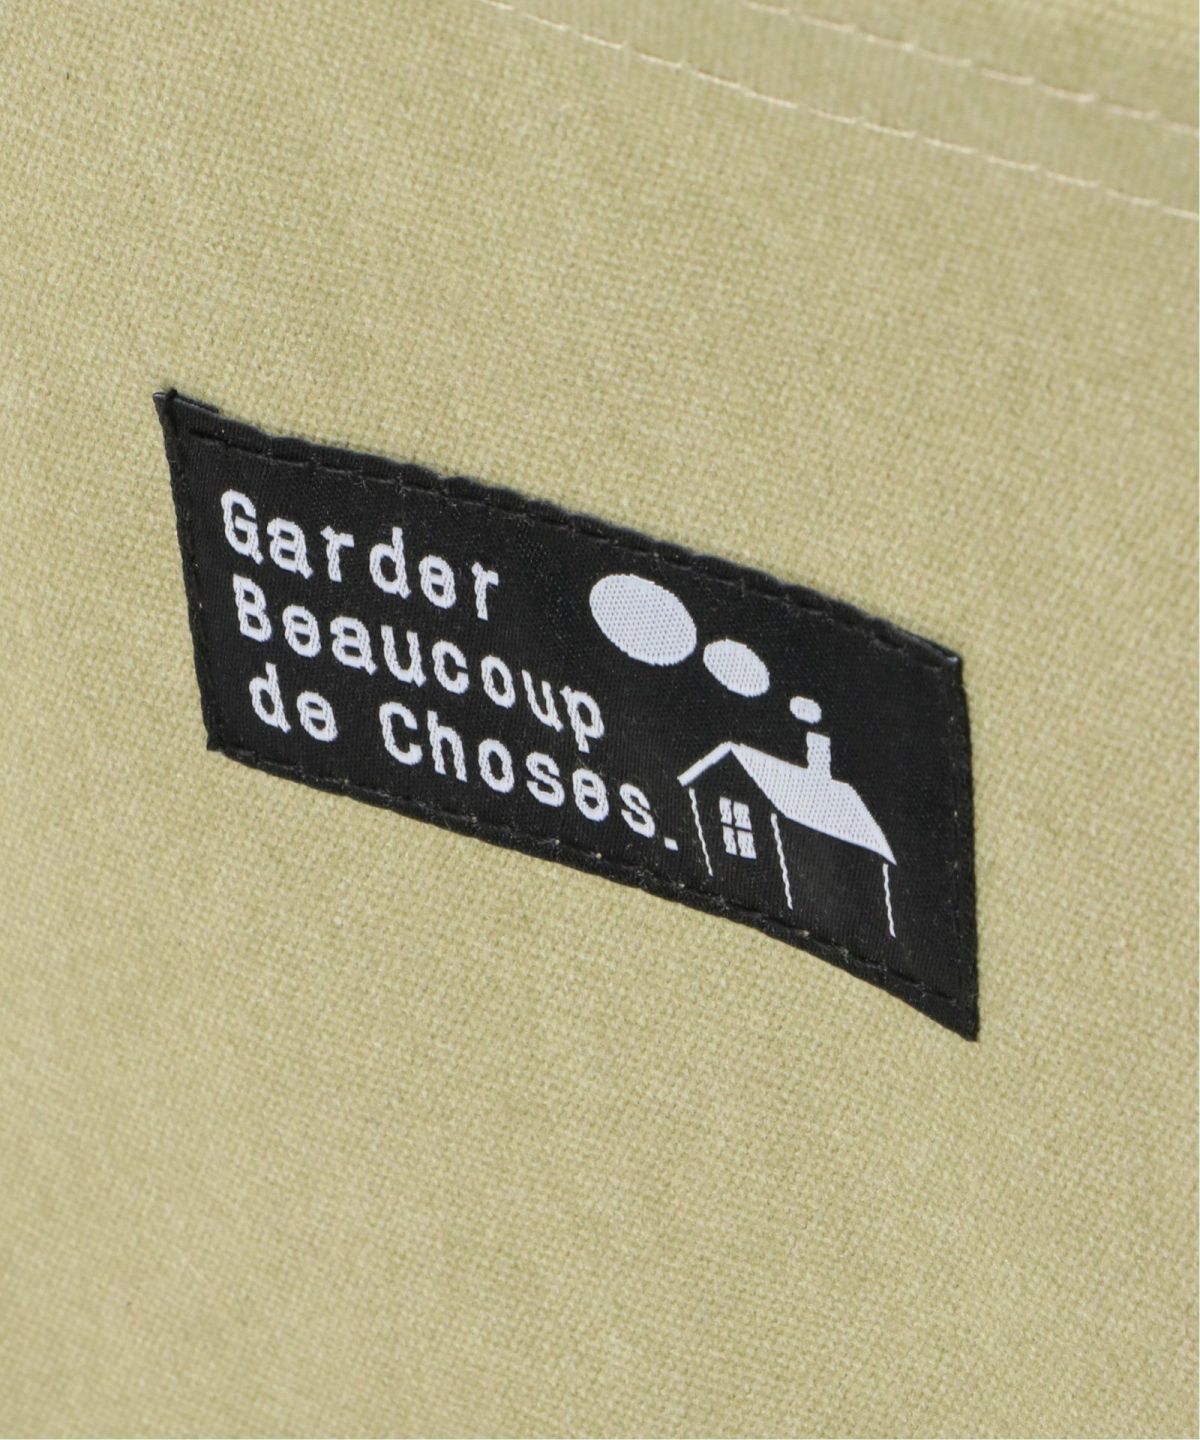 Garder
Beaucoup
de Choses.